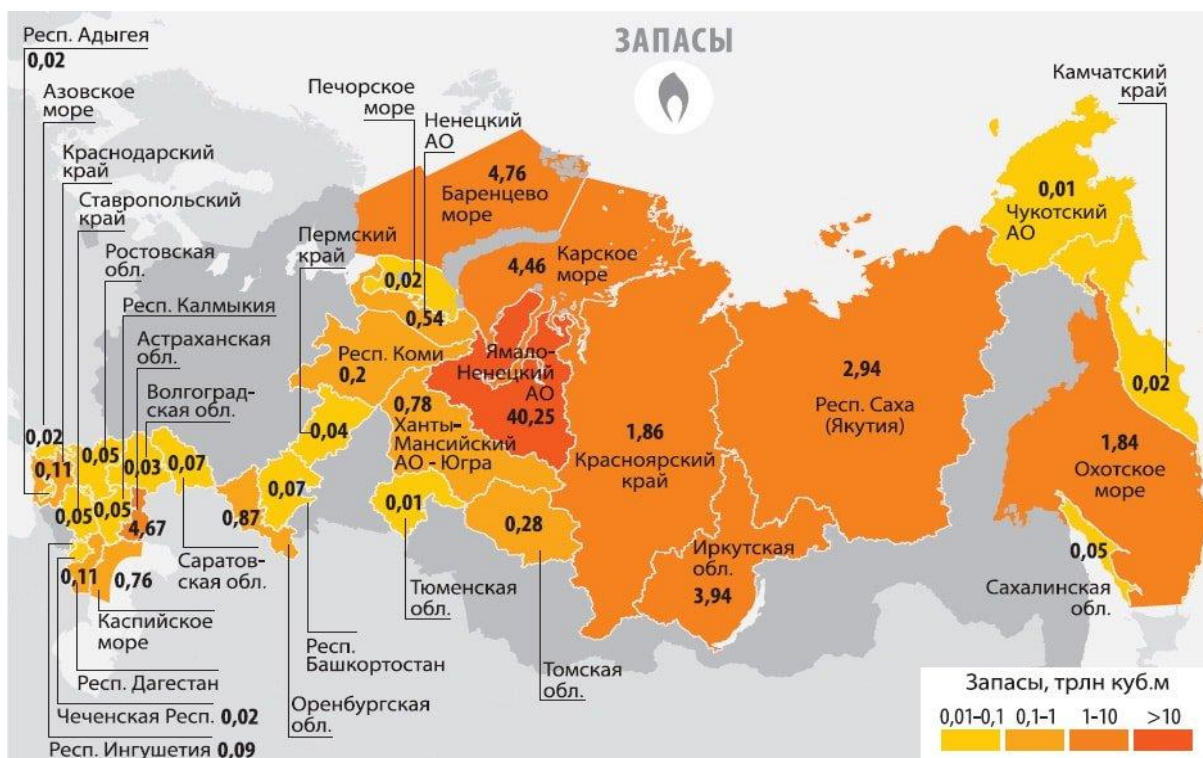 ЗАПАСЫ
Респ. Адыгея
0,02
Азовское
море
Краснодарский
край
Ставропольский
край
Ростовская
обл.
Респ. Калмыкия
Астраханская
обл.
Волгоград-
ская обл.
Пермский
край
Печорское
море
Ненецкий
АО
Камчатский
край
4,76
Баренцево
море
4,46
Карское
море
0,02
0,54
0,01
Чукотский
АО
Респ. Коми
0,2
Ямало-
Ненецкий
АО
40,25
0,78
Ханты-
Мансийский
АО - Югра
0,04
1,86
Красноярский
край
2,94
Респ. Саха
(Якутия)
0,02
1,84
Охотское
море
0,02
0,11
0,05
0,03
0,07
0,05
0,05
4,67
0,87
0,07
0,01
0,28
Иркутская
обл.
3,94
0,05
Сахалинская
обл.
0,11
0,76
Саратов-
ская обл.
Тюменская
обл.
Каспийское
море
Респ.
Башкортостан
Томская
обл.
Респ. Дагестан
Оренбургская
обл.
Чеченская Респ. 0,02
Респ. Ингушетия 0,09
Запасы, трлн куб.м
0,01-0,1 0,1-1 1-10 >10